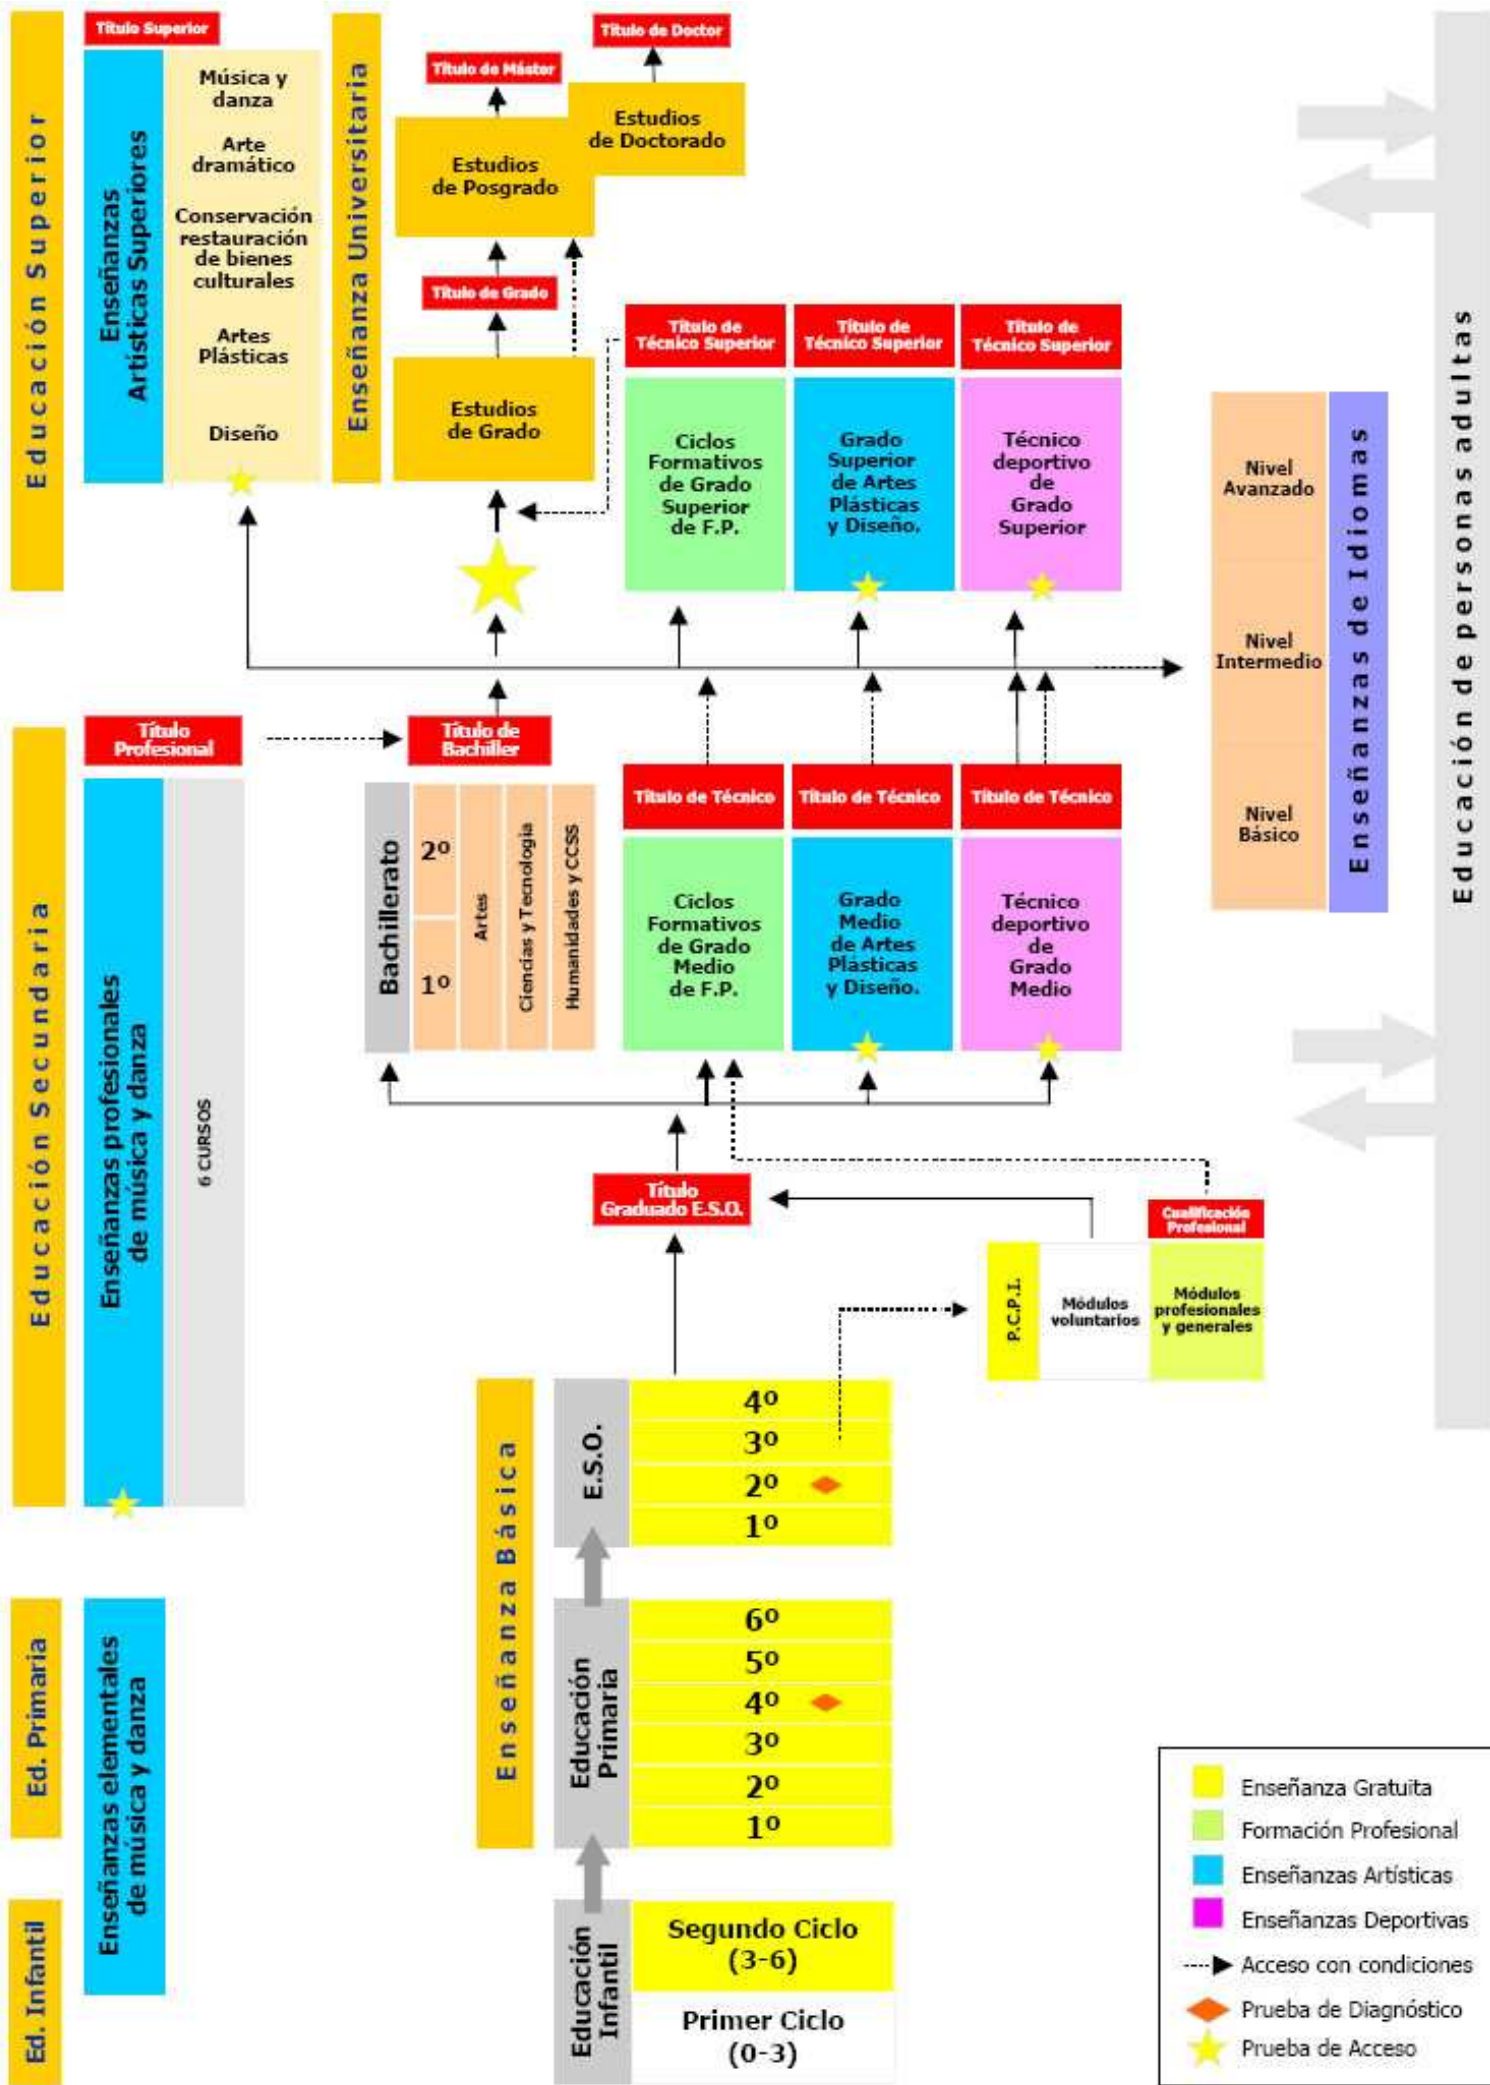 Educación Superior
Título Superior
Enseñanzas
Artísticas Superiores
Música y
danza
Arte
dramático
Conservación
restauración
de bienes
culturales
Artes
Plásticas
Diseño
Enseñanza Universitaria
Título de Máster
Título de Doctor
Estudios
de Posgrado
Estudios
de Doctorado
Título de Grado
Estudios
de Grado
Título de
Técnico Superior
Título de
Técnico Superior
Título de
Técnico Superior
Ciclos
Formativos
de Grado
Superior
de F.P.
Grado
Superior
de Artes
Plásticas
y Diseño.
Técnico
deportivo
de
Grado
Superior
Nivel
Avanzado
Nivel
Intermedio
Nivel
Básico
Enseñanzas de Idiomas
Educación de personas adultas
Educación Secundaria
Título
Profesional
Enseñanzas profesionales
de música y danza
6 CURSOS
Título de
Bachiller
Bachillerato
2º
1º
Artes
Ciencias y Tecnología
Humanidades y CCSS
Título de Técnico
Título de Técnico
Título de Técnico
Ciclos
Formativos
de Grado
Medio
de F.P.
Grado
Medio
de Artes
Plásticas
y Diseño.
Técnico
deportivo
de
Grado
Medio
Título
Graduado E.S.O.
Cualificación
Profesional
P.C.P.I.
Módulos
voluntarios
Módulos
profesionales
y generales
Enseñanza Básica
E.S.O.
4º
3º
2º
1º
Ed. Primaria
Enseñanzas elementales
de música y danza
Educación
Primaria
6º
5º
4º
3º
2º
1º
Ed. Infantil
Educación
Infantil
Segundo Ciclo
(3-6)
Primer Ciclo
(0-3)
Enseñanza Gratuita
Formación Profesional
Enseñanzas Artísticas
Enseñanzas Deportivas
Acceso con condiciones
Prueba de Diagnóstico
Prueba de Acceso